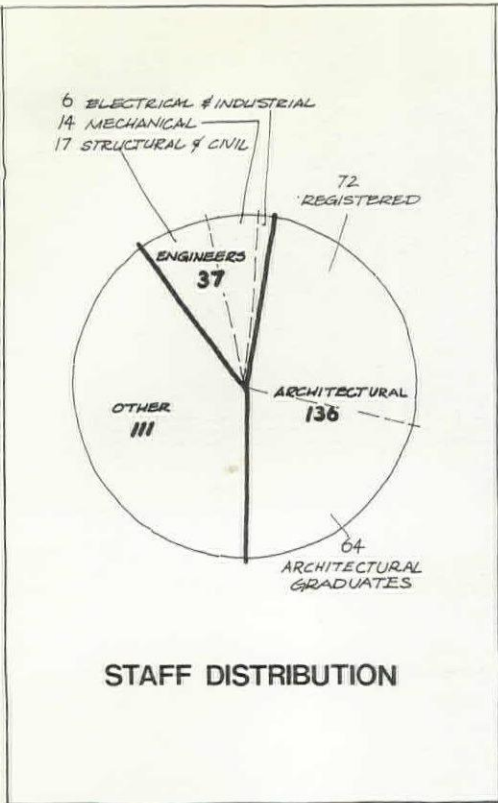 6 ELECTRICAL & INDUSTRIAL
14 MECHANICAL
17 STRUCTURAL & CIVIL
72
REGISTERED
ENGINEERS
37
ARCHITECTURAL
136
OTHER
111
64
ARCHITECTURAL
GRADUATES
STAFF DISTRIBUTION